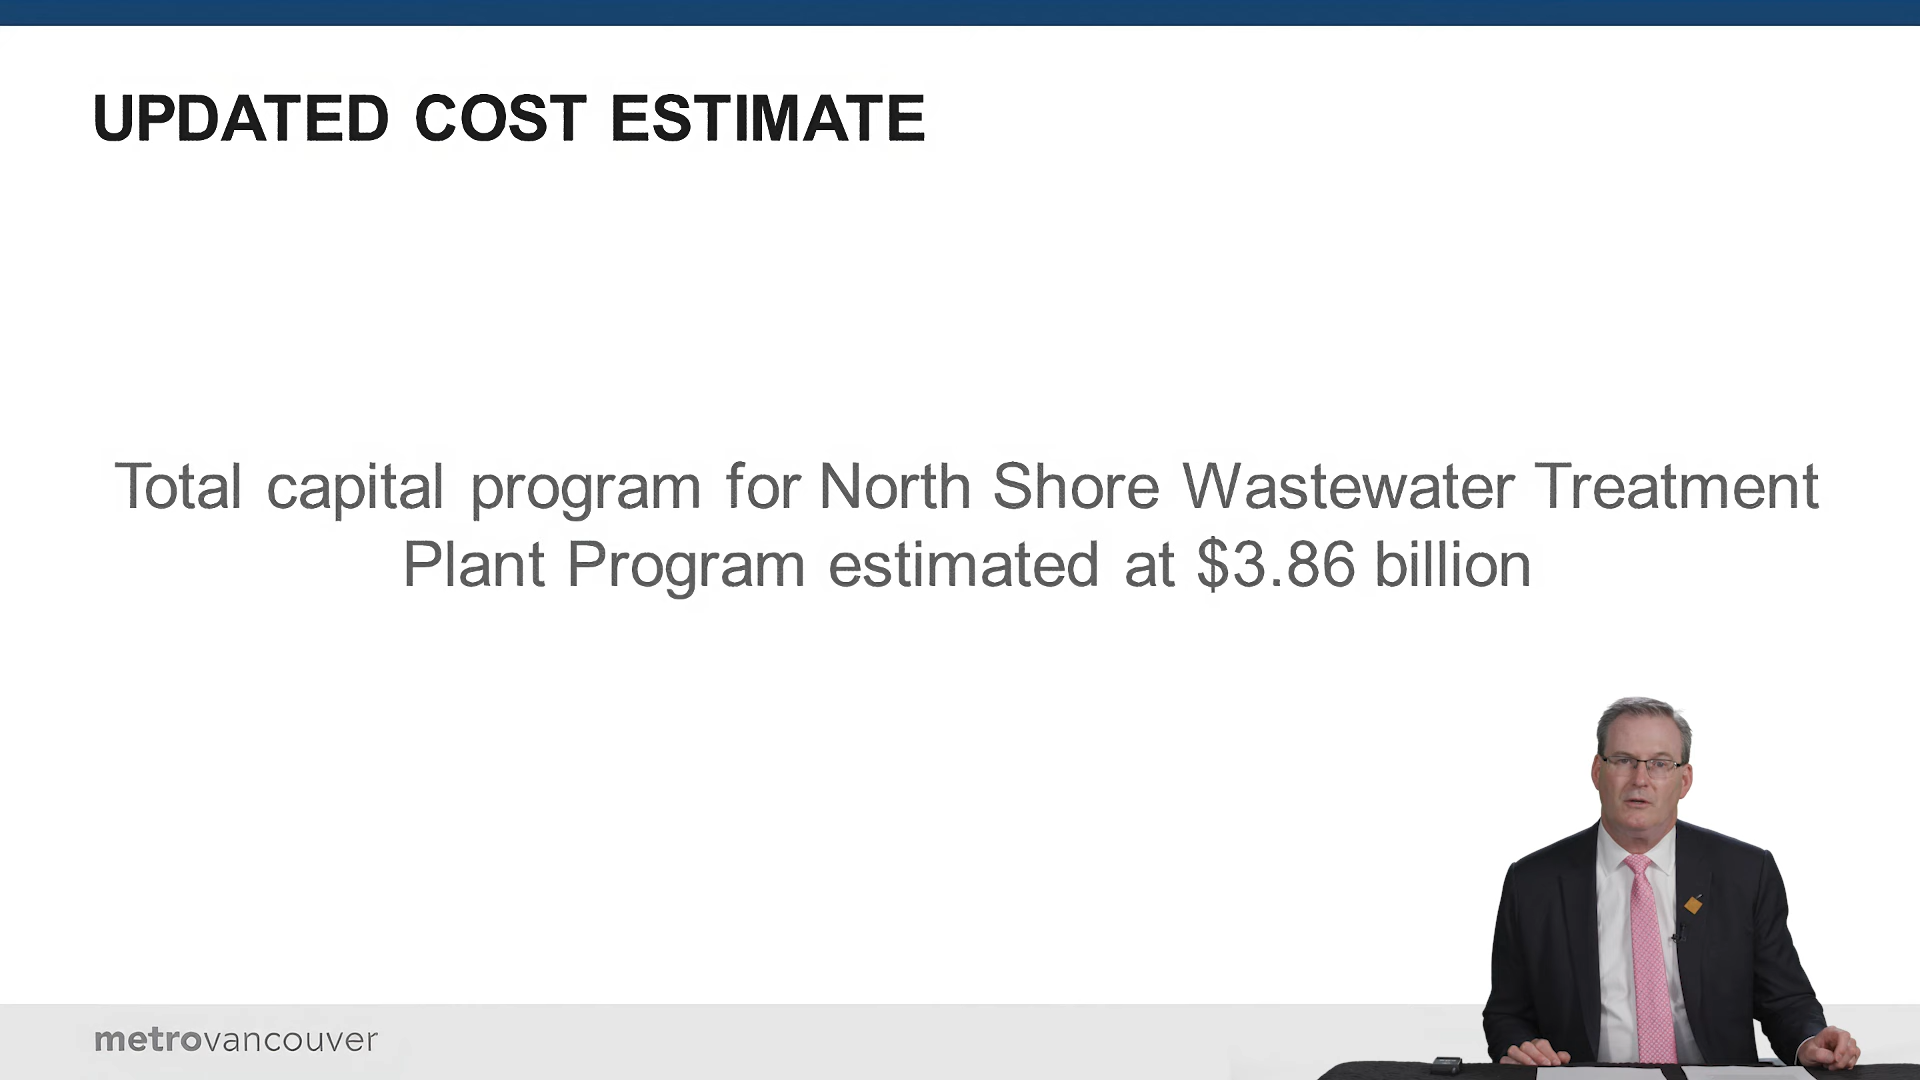 UPDATED COST ESTIMATE
Total capital program for North Shore Wastewater Treatment
Plant Program estimated at $3.86 billion
metrovancouver